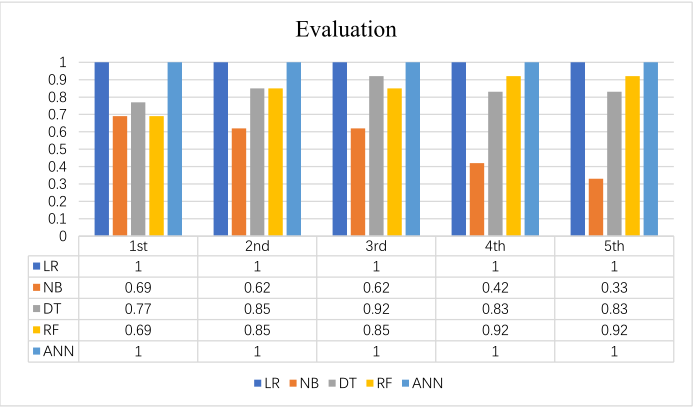 Evaluation
1
0.9
0.8
0.7
0.6
0.5
0.4
0.3
0.2
0.1
0
1st 2nd 3rd 4th 5th
LR 1 1 1 1 1
NB 0.69 0.62 0.62 0.42 0.33
DT 0.77 0.85 0.92 0.83 0.83
RF 0.69 0.85 0.85 0.92 0.92
ANN 1 1 1 1 1
LR NB DT RF ANN